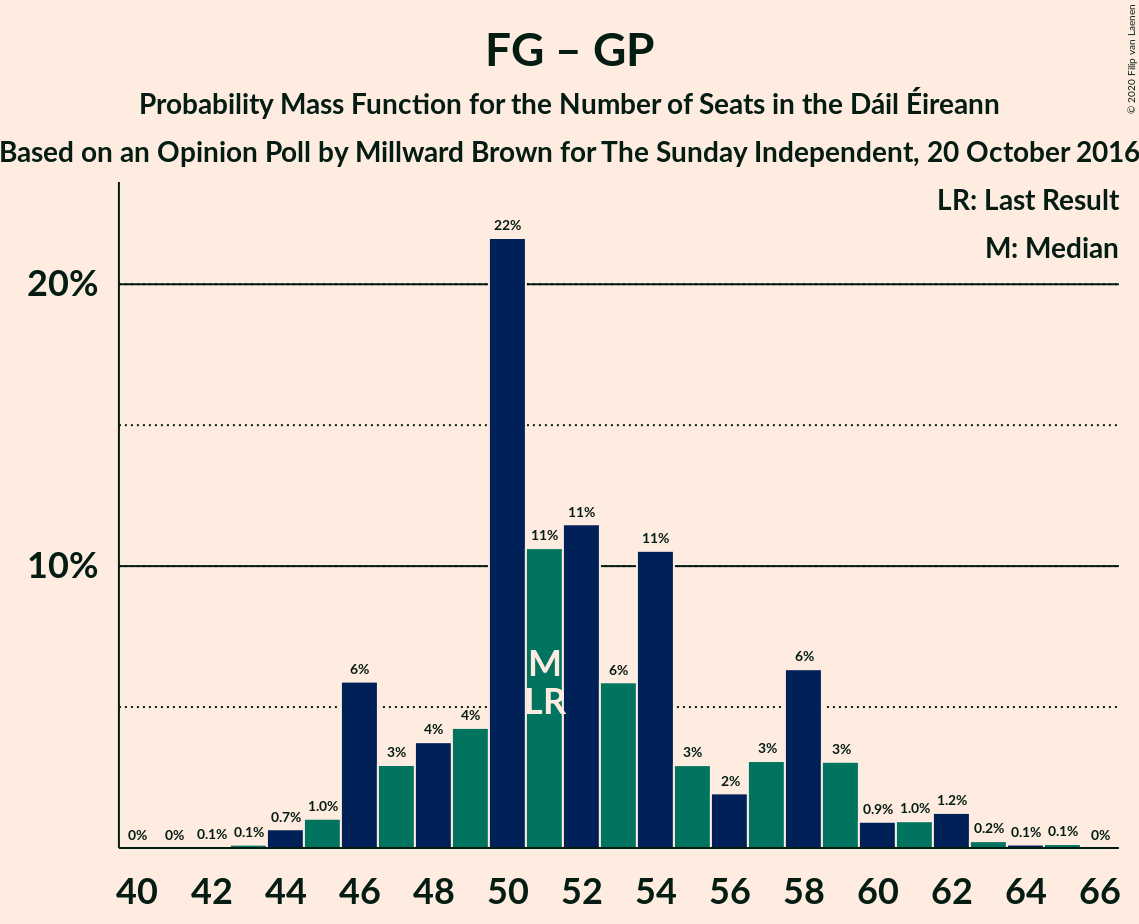 © 2020 Filip van Laenen
FG – GP
Probability Mass Function for the Number of Seats in the Dáil Éireann
Based on an Opinion Poll by Millward Brown for The Sunday Independent, 20 October 2016
LR: Last Result
M: Median
20%
10%
0% 0% 0.1% 0.1% 0.7% 1.0% 6% 3% 4% 4% 22% 11% 11% 6% 11% 3% 2% 3% 6% 3% 0.9% 1.0% 1.2% 0.2% 0.1% 0.1% 0%
M
LR
40 42 44 46 48 50 52 54 56 58 60 62 64 66